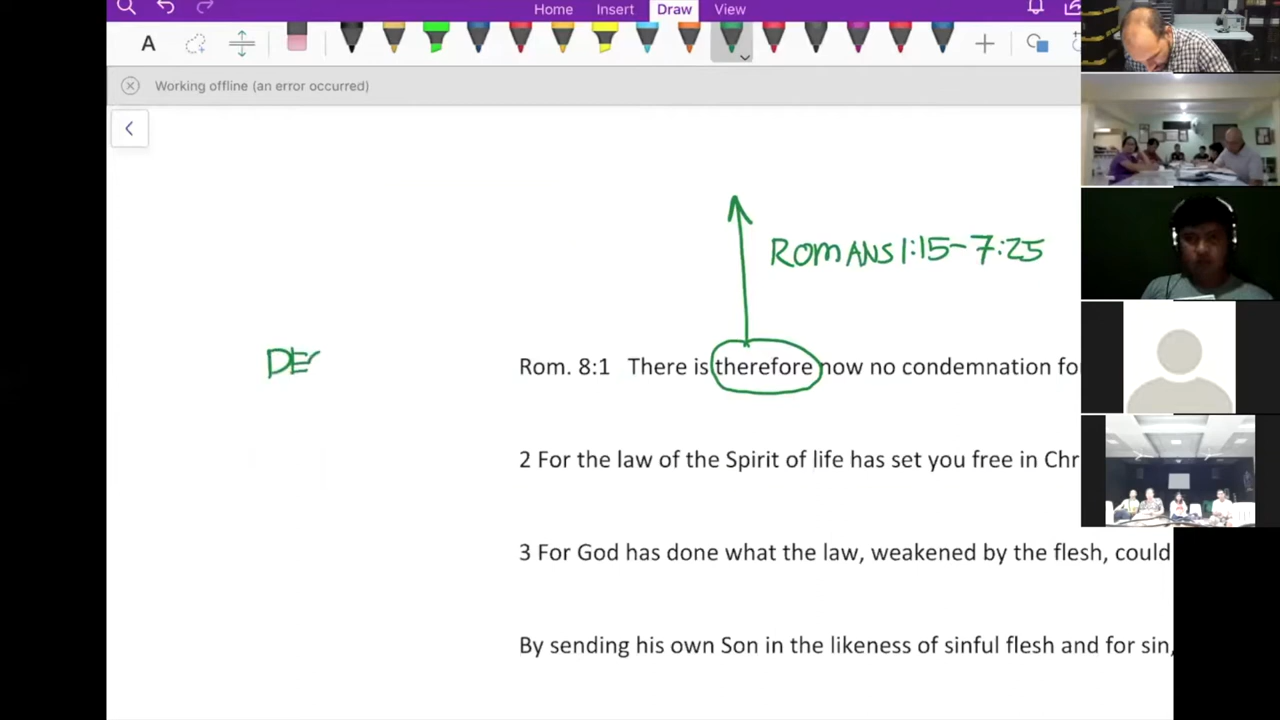 Home Insert Draw View
A
Working offline (an error occurred)
ROMANS 1:15-7:25
DE
Rom. 8:1 There is therefore now no condemnation for
2 For the law of the Spirit of life has set you free in Chr
3 For God has done what the law, weakened by the flesh, could
By sending his own Son in the likeness of sinful flesh and for sin,